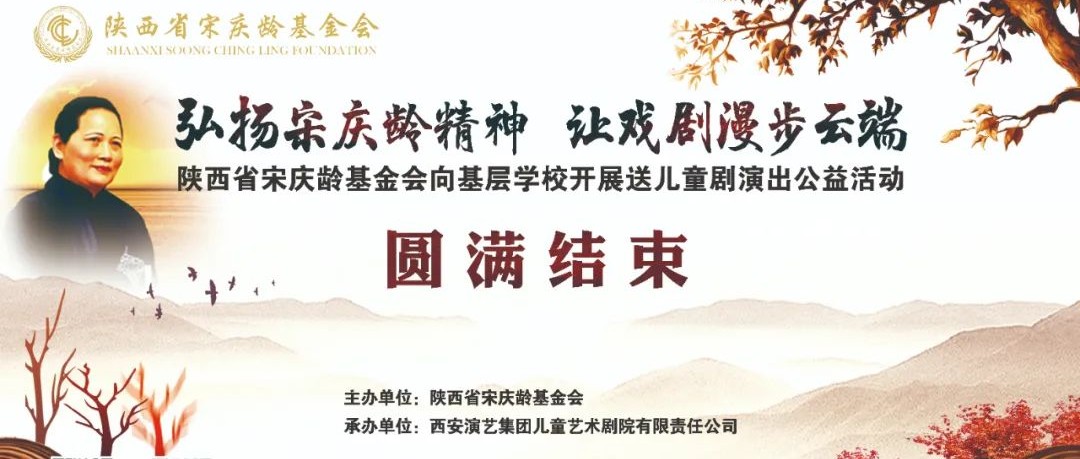 陕西省宋庆龄基金会
SHAANXI SOONG CHING LING FOUNDATION
弘扬宋庆龄精神 让戏剧漫步云端
陕西省宋庆龄基金会向基层学校开展送儿童剧演出公益活动
圆满结束
主办单位：陕西省宋庆龄基金会
承办单位：西安演艺集团儿童艺术剧院有限责任公司